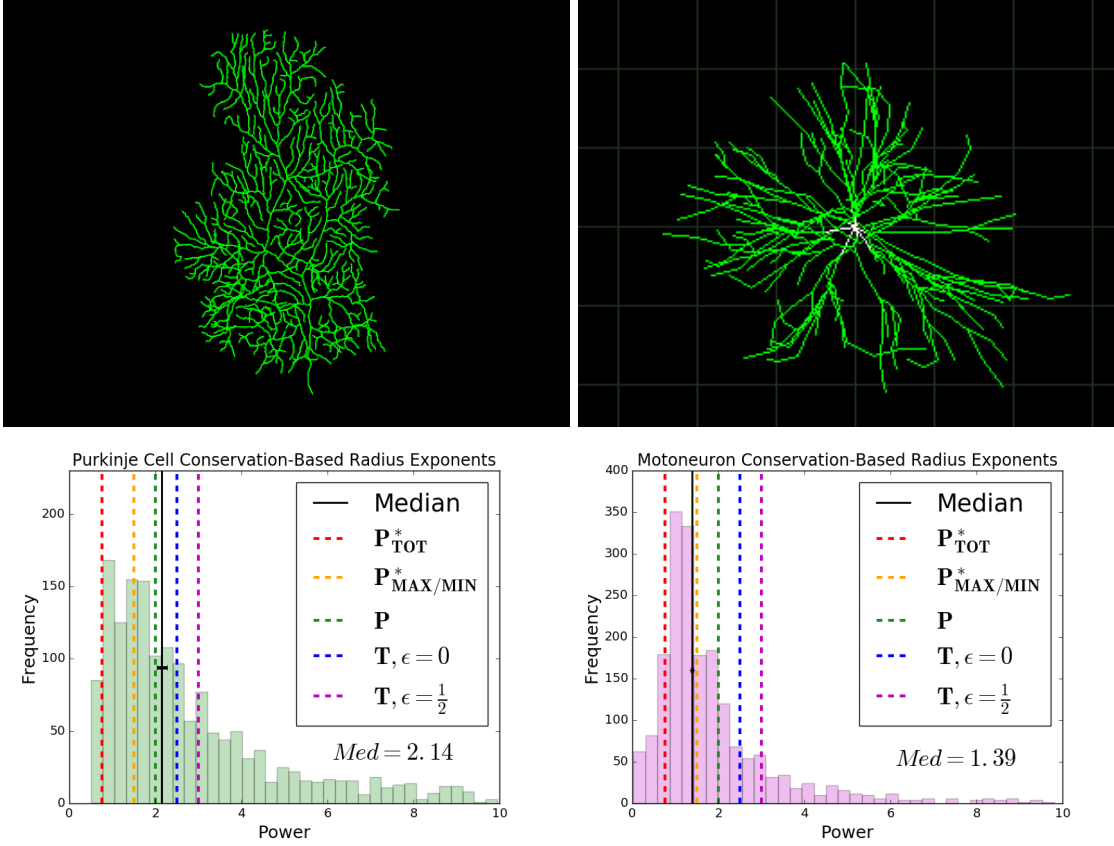 Purkinje Cell Conservation-Based Radius Exponents
Frequency
200
150
100
50
0
0 2 4 6 8 10
Power
Median
P*TOT
P*MAX/MIN
P
T, ϵ = 0
T, ϵ = 1/2
Med = 2.14
Motoneuron Conservation-Based Radius Exponents
Frequency
400
350
300
250
200
150
100
50
0
0 2 4 6 8 10
Power
Median
P*TOT
P*MAX/MIN
P
T, ϵ = 0
T, ϵ = 1/2
Med = 1.39